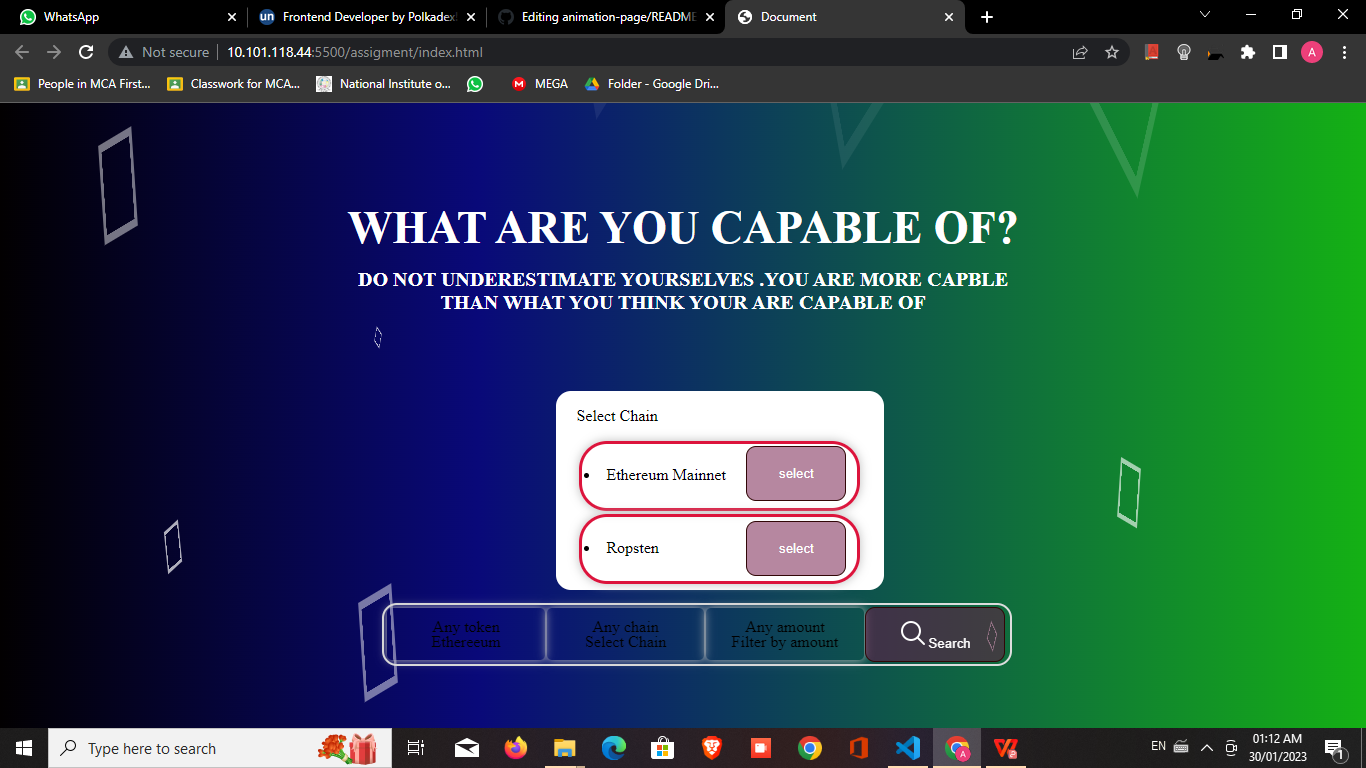 WhatsApp
Frontend Developer by Polkadex
Editing animation-page/README
Document
Not secure
10.101.118.44:5500/assigment/index.html
A
People in MCA First...
Classwork for MCA...
National Institute o...
MEGA
Folder - Google Dri...
WHAT ARE YOU CAPABLE OF?
DO NOT UNDERESTIMATE YOURSELVES .YOU ARE MORE CAPBLE
THAN WHAT YOU THINK YOUR ARE CAPABLE OF
Select Chain
Ethereum Mainnet
select
Ropsten
select
Any token
Ethereeum
Any chain
Select Chain
Any amount
Filter by amount
Search
Type here to search
EN
01:12 AM
30/01/2023
1